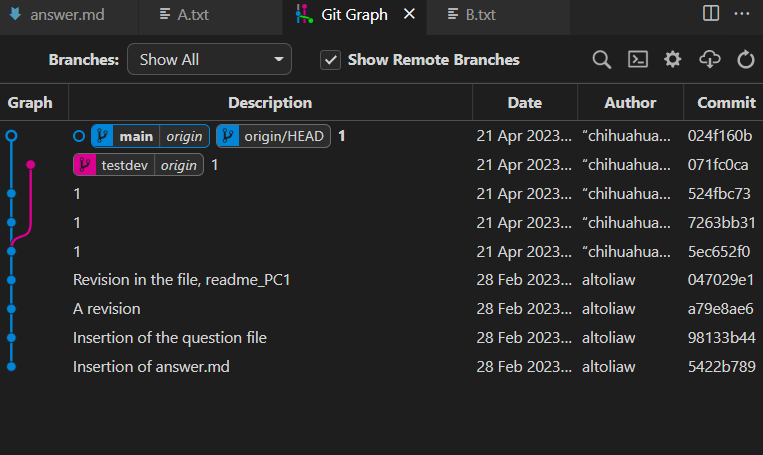 answer.md A.txt Git Graph B.txt
Branches: Show All Show Remote Branches
Graph Description Date Author Commit
main origin origin/HEAD 1 21 Apr 2023... “chihuahua... 024f160b
testdev origin 1 21 Apr 2023... “chihuahua... 071fc0ca
1 21 Apr 2023... “chihuahua... 524fbc73
1 21 Apr 2023... “chihuahua... 7263bb31
1 21 Apr 2023... “chihuahua... 5ec652f0
Revision in the file, readme_PC1 28 Feb 2023... altoliaw 047029e1
A revision 28 Feb 2023... altoliaw a79e8ae6
Insertion of the question file 28 Feb 2023... altoliaw 98133b44
Insertion of answer.md 28 Feb 2023... altoliaw 5422b789